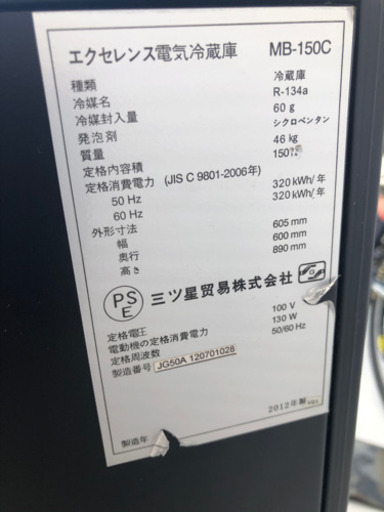 エクセレンス電気冷蔵庫 MB-150C
種類 冷蔵庫
冷媒名 R-134a
冷媒封入量 60 g
発泡剤 シクロペンタン
質量 46 kg
定格内容積 150
定格消費電力 (JIS C 9801-2006年)
50 Hz 320 kWh/年
60 Hz 320 kWh/年
外形寸法
幅 605 mm
奥行 600 mm
高さ 890 mm
PS
E
三ツ星貿易株式会社
定格電圧 100 V
電動機の定格消費電力 130 W
定格周波数 50/60 Hz
製造番号 JG50A 120701028
製造年 2012年製